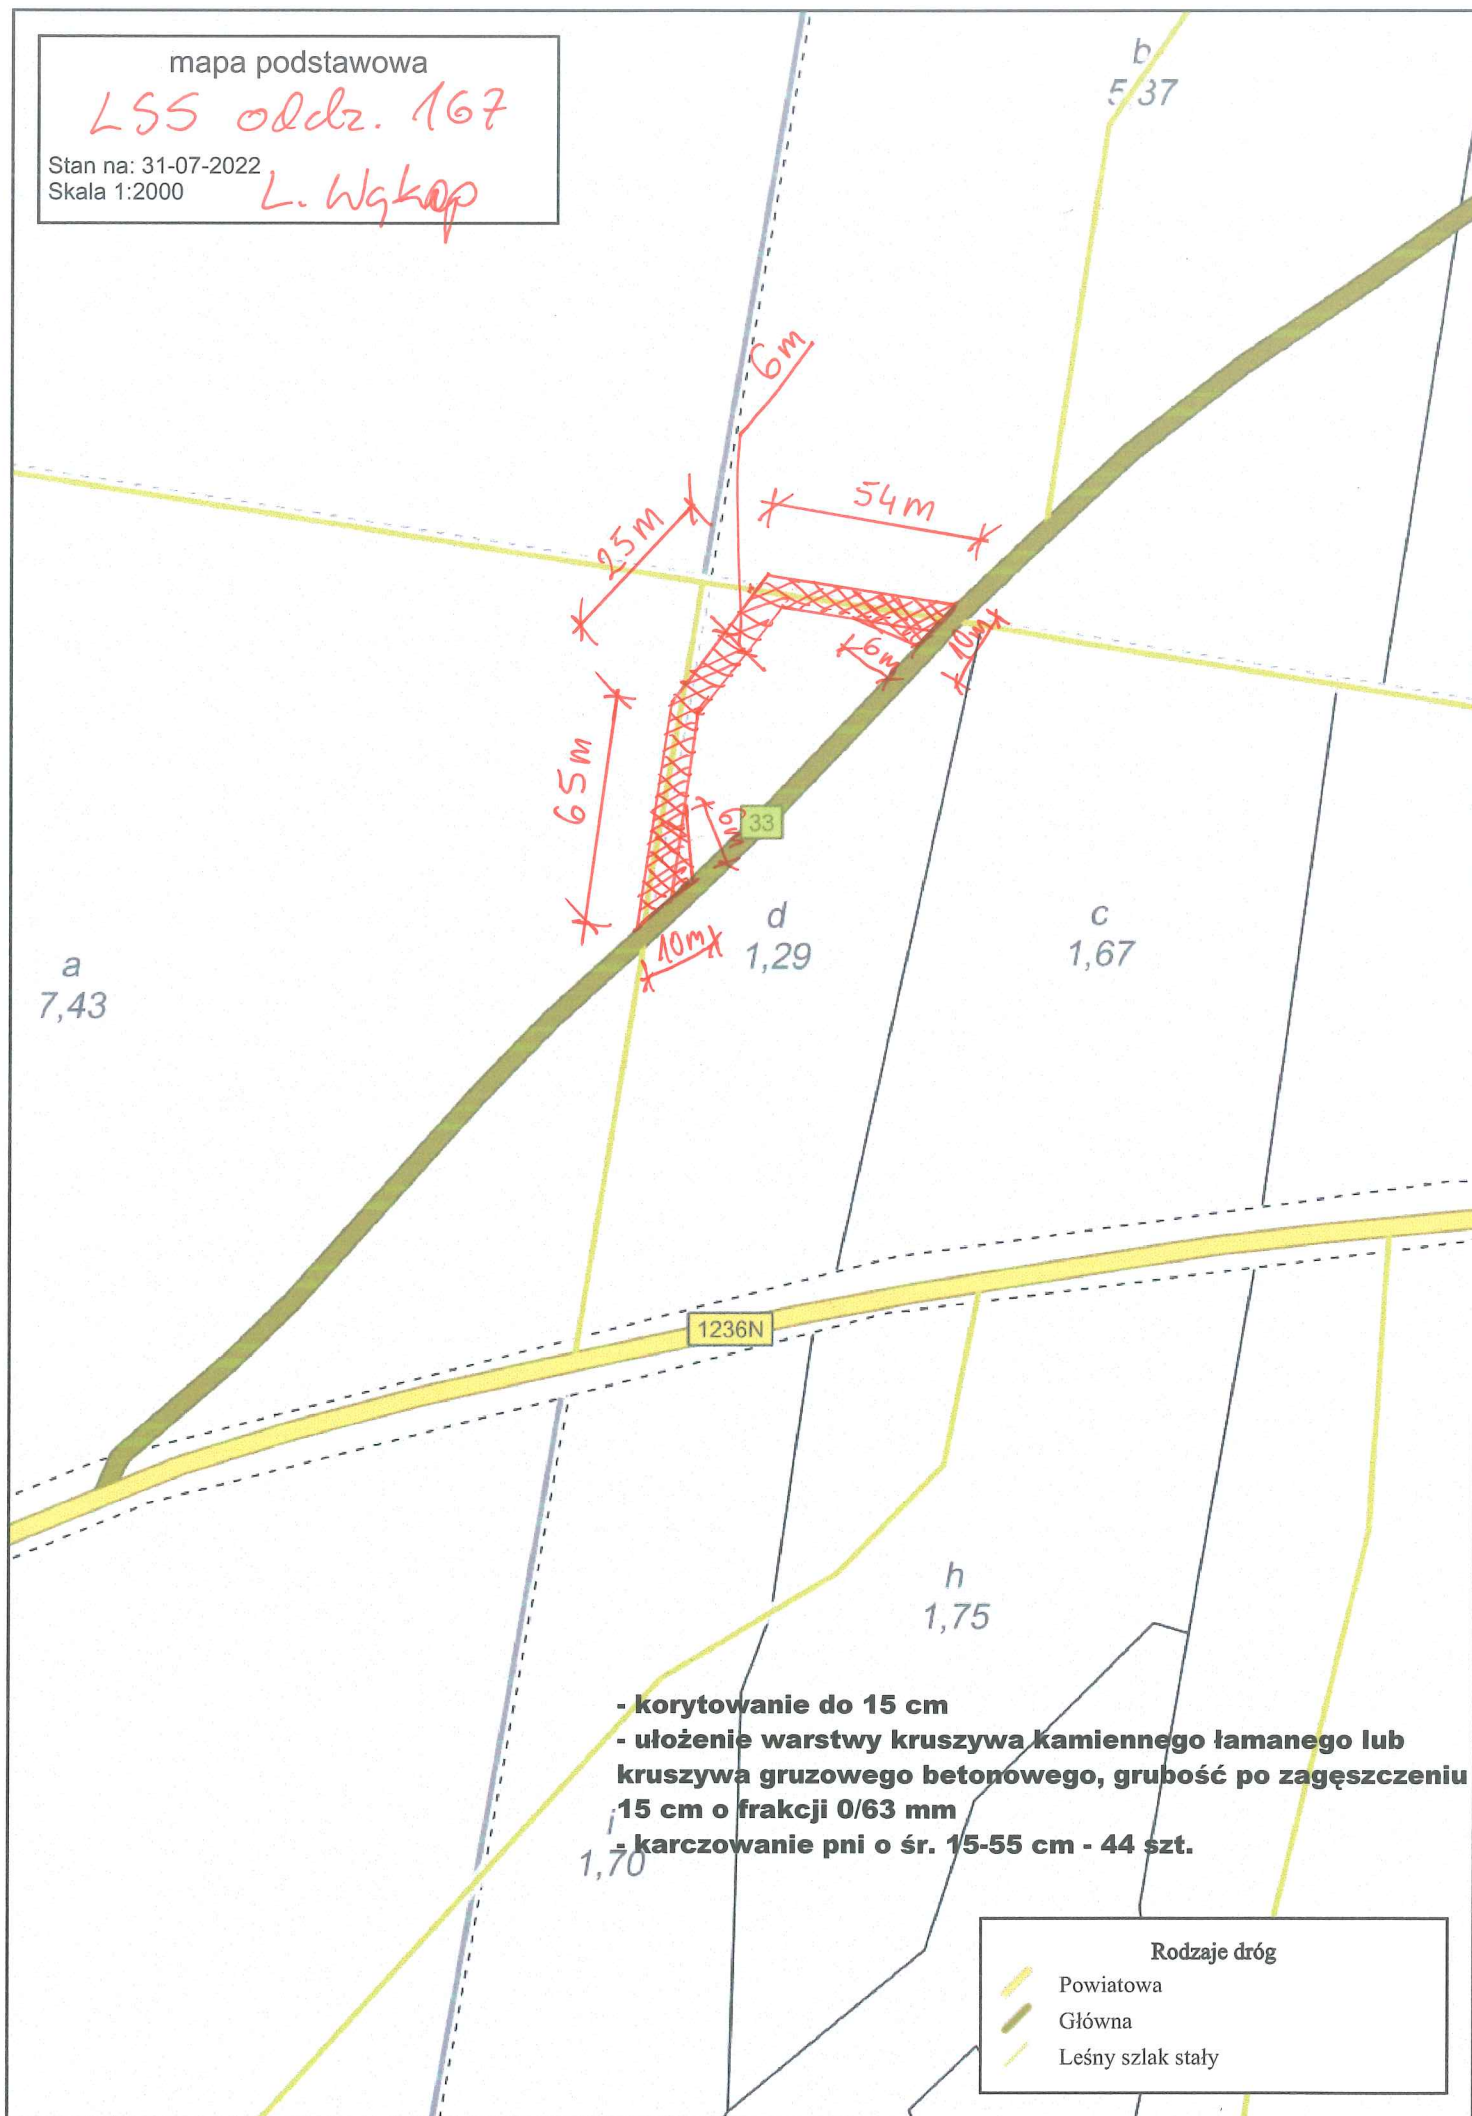 mapa podstawowa
LSS oddz. 167
Stan na: 31-07-2022
Skala 1:2000
L.
b
5,37
6m
54m
25m
6m
10m
65m
6m
33
10m
d
1,29
c
1,67
a
7,43
1236N
h
1,75
- korytowanie do 15 cm
- ułożenie warstwy kruszywa kamiennego łamanego lub
kruszywa gruzowego betonowego, grubość po zagęszczeniu
15 cm o frakcji 0/63 mm
- karczowanie pni o śr. 15-55 cm - 44 szt.
i
1,70
Rodzaje dróg
Powiatowa
Główna
Leśny szlak stały